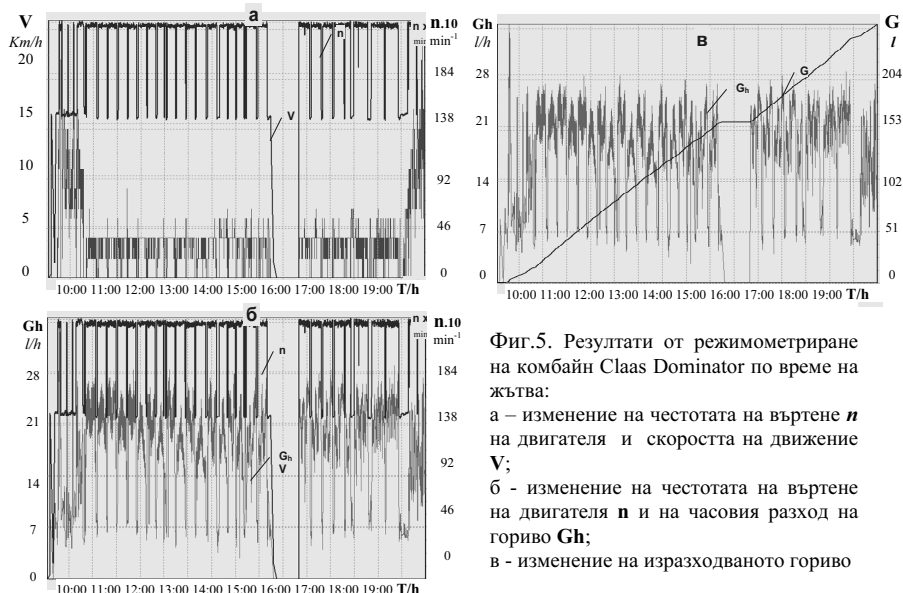 V
Km/h
20
15
10
5
0
а
n
V
n x
min
n.10
min-1
184
138
92
46
0
10:00 11:00 12:00 13:00 14:00 15:00 16:00 17:00 18:00 19:00 T/h
Gh
l/h
28
21
14
7
0
В
Gh
G
G
l
204
153
102
51
0
10:00 11:00 12:00 13:00 14:00 15:00 16:00 17:00 18:00 19:00 T/h
Gh
l/h
28
21
14
7
0
б
n
Gh
V
n x
min
n.10
min-1
184
138
92
46
0
10:00 11:00 12:00 13:00 14:00 15:00 16:00 17:00 18:00 19:00 T/h
Фиг.5. Резултати от режимометриране
на комбайн Claas Dominator по време на
жътва:
а – изменение на честотата на въртене n
на двигателя и скоростта на движение
V;
б - изменение на честотата на въртене
на двигателя n и на часовия разход на
гориво Gh;
в - изменение на изразходваното гориво